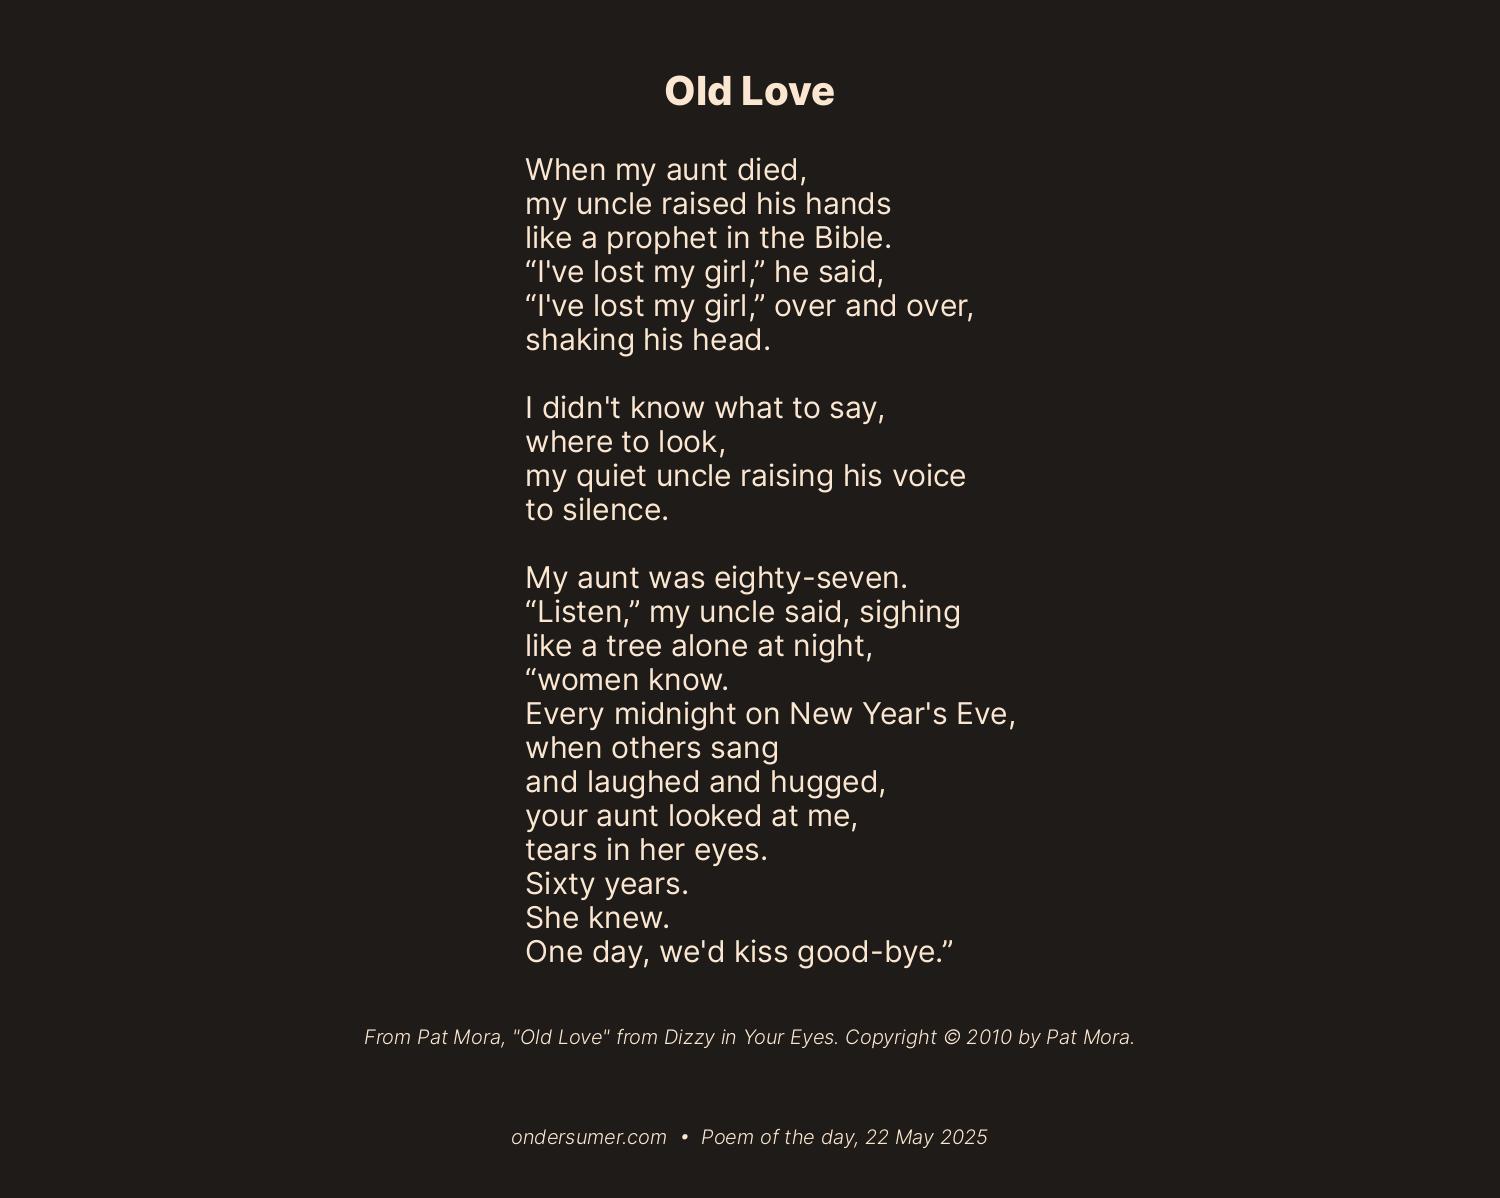 Old Love
When my aunt died,
my uncle raised his hands
like a prophet in the Bible.
“I've lost my girl,” he said,
“I've lost my girl,” over and over,
shaking his head.
I didn't know what to say,
where to look,
my quiet uncle raising his voice
to silence.
My aunt was eighty-seven.
“Listen,” my uncle said, sighing
like a tree alone at night,
“women know.
Every midnight on New Year's Eve,
when others sang
and laughed and hugged,
your aunt looked at me,
tears in her eyes.
Sixty years.
She knew.
One day, we'd kiss good-bye.”
From Pat Mora, "Old Love" from Dizzy in Your Eyes. Copyright © 2010 by Pat Mora.
ondersumer.com • Poem of the day, 22 May 2025